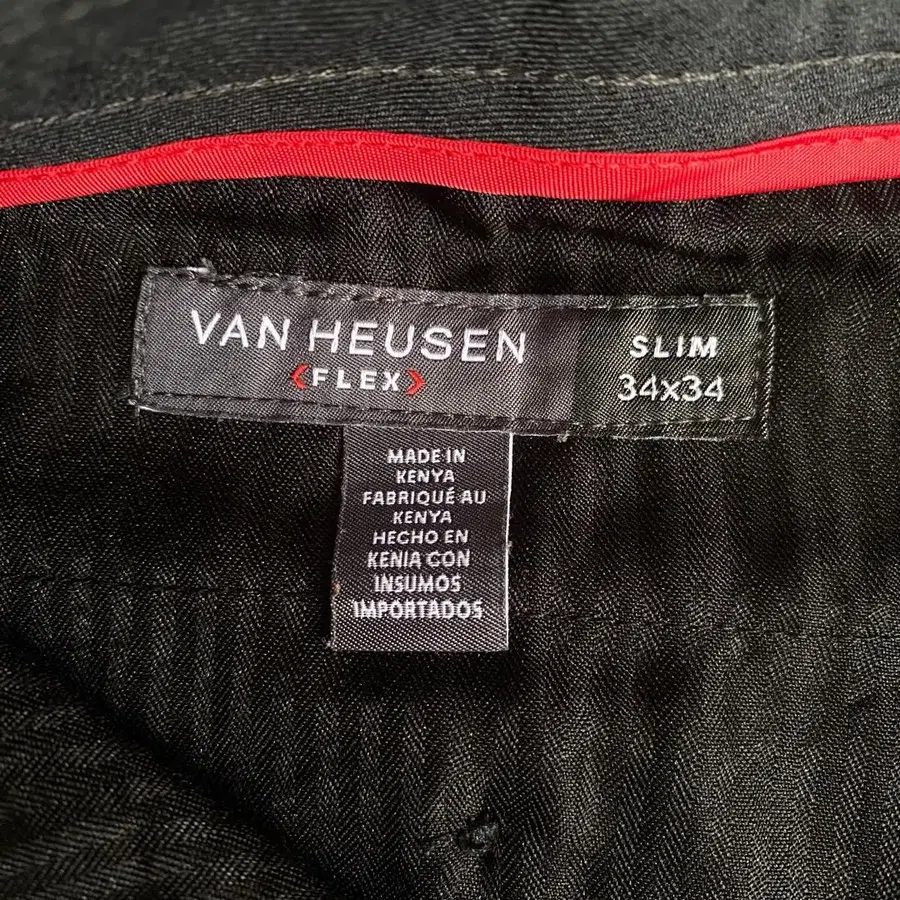 VAN HEUSEN
‹FLEX›
SLIM
34x34
MADE IN
KENYA
FABRIQUÉ AU
KENYA
HECHO EN
KENIA CON
INSUMOS
IMPORTADOS